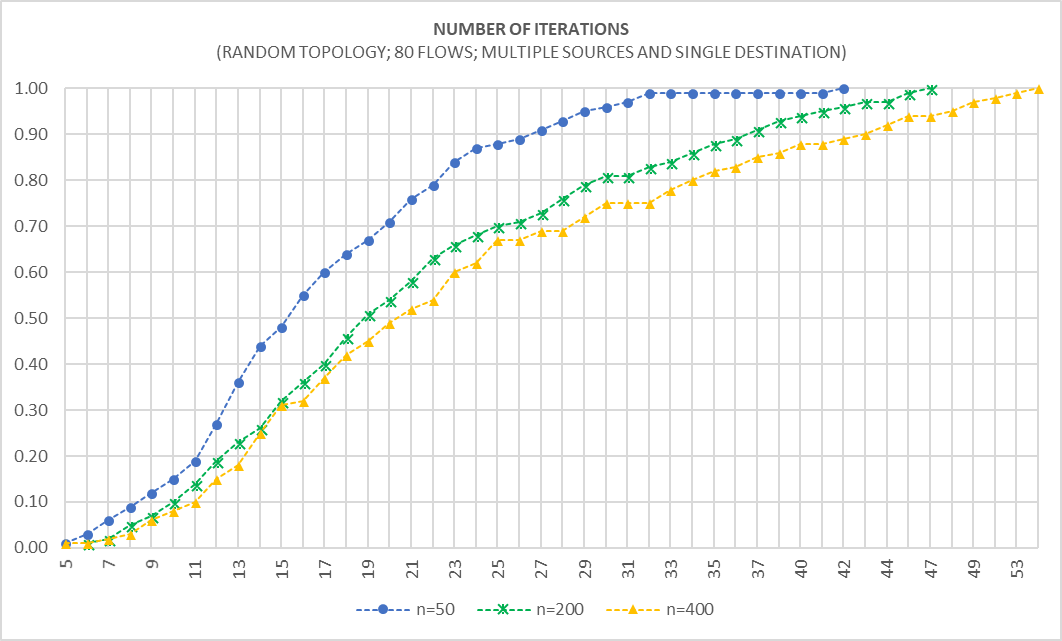 NUMBER OF ITERATIONS
(RANDOM TOPOLOGY; 80 FLOWS; MULTIPLE SOURCES AND SINGLE DESTINATION)
1.00
0.90
0.80
0.70
0.60
0.50
0.40
0.30
0.20
0.10
0.00
5 7 9 11 13 15 17 19 21 23 25 27 29 31 33 35 37 40 42 44 47 49 53
n=50 n=200 n=400